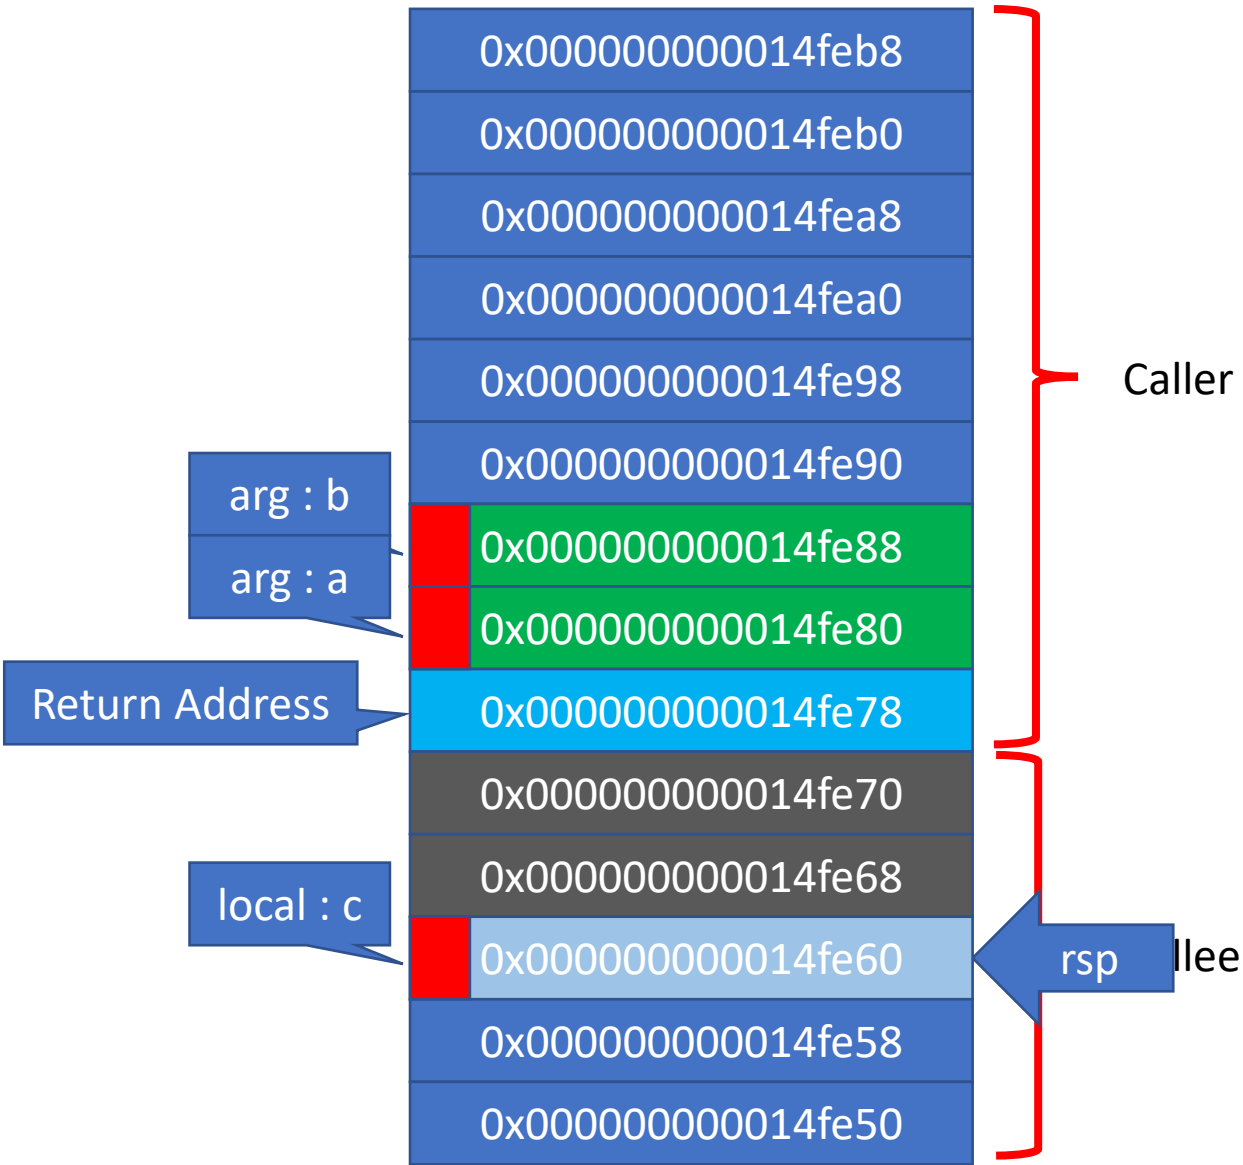 0x000000000014feb8
0x000000000014feb0
0x000000000014fea8
0x000000000014fea0
0x000000000014fe98
Caller
0x000000000014fe90
arg : b
0x000000000014fe88
arg : a
0x000000000014fe80
Return Address
0x000000000014fe78
0x000000000014fe70
0x000000000014fe68
local : c
0x000000000014fe60
rsp
llee
0x000000000014fe58
0x000000000014fe50